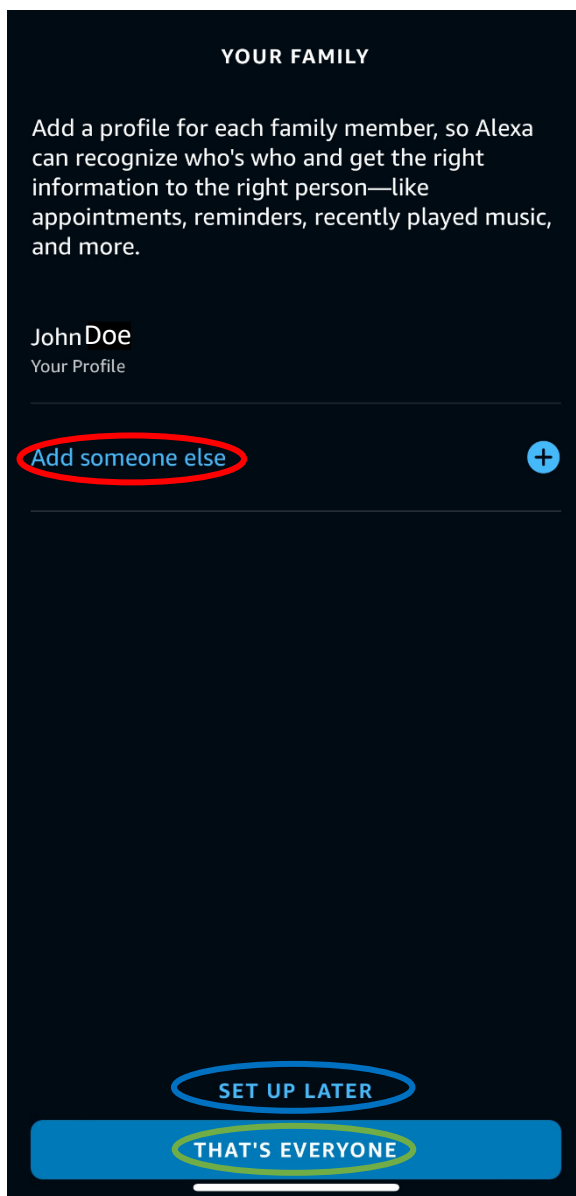 YOUR FAMILY
Add a profile for each family member, so Alexa
can recognize who's who and get the right
information to the right person—like
appointments, reminders, recently played music,
and more.
John Doe
Your Profile
Add someone else
SET UP LATER
THAT'S EVERYONE